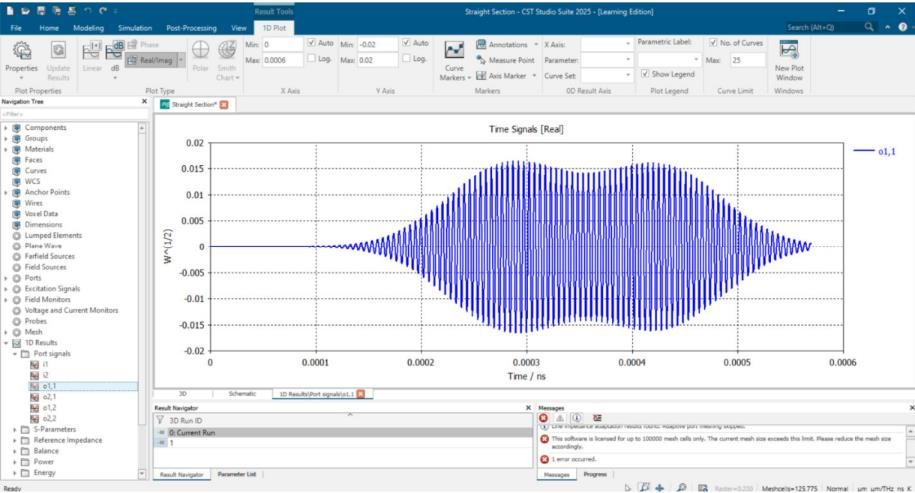 Result Tools
Straight Section - CST Studio Suite 2025 - [Learning Edition]
File Home Modeling Simulation Post-Processing View 1D Plot
Search (Alt+Q)
Properties
Update Results
Plot Properties
Linear
dB
Phase
Real/Imag
Polar
Smith Chart
Plot Type
Min: 0 Auto
Max: 0.0006 Log.
X Axis
Min -0.02 Auto
Max: 0.02 Log.
Y Axis
Curve Markers
Annotations
Measure Point
Axis Marker
Markers
X Axis:
Parameter:
Curve Set:
0D Result Axis
Parametric Label:
Show Legend
Plot Legend
No. of Curves
Max: 25
Curve Limit
New Plot Window
Windows
Navigation Tree
<Filter>
Components
Groups
Materials
Faces
Curves
WCS
Anchor Points
Wires
Voxel Data
Dimensions
Lumped Elements
Plane Wave
Farfield Sources
Field Sources
Ports
Excitation Signals
Field Monitors
Voltage and Current Monitors
Probes
Mesh
1D Results
Port signals
i1
i2
o1,1
o2,1
o1,2
o2,2
S-Parameters
Reference Impedance
Balance
Power
Energy
Straight Section*
Time Signals [Real]
o1,1
W^(1/2)
0.02
0.015
0.01
0.005
0
-0.005
-0.01
-0.015
-0.02
0 0.0001 0.0002 0.0003 0.0004 0.0005 0.0006
Time / ns
3D Schematic 1D Results\Port signals\o1,1
Result Navigator
3D Run ID
0: Current Run
1
Result Navigator Parameter List
Messages
Line impedance adaptation results found. Adaptive port meshing stopped.
This software is licensed for up to 100000 mesh cells only. The current mesh size exceeds this limit. Please reduce the mesh size accordingly.
1 error occurred.
Messages Progress
Ready
Raster=0.200 Meshcells=125.775 Normal um um/THz ns K